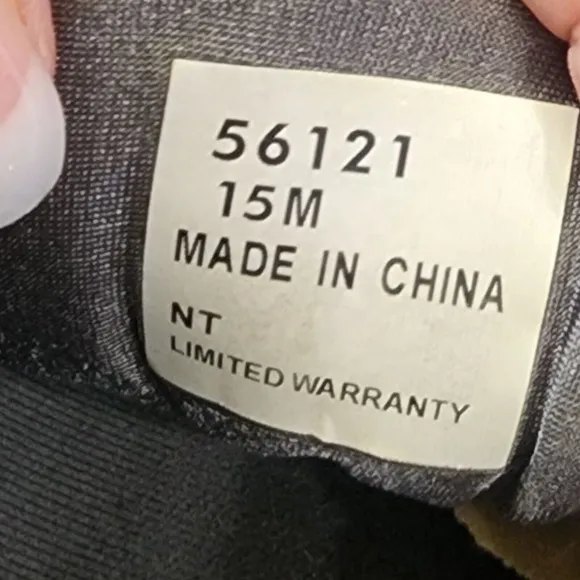 56121
15M
MADE IN CHINA
NT
LIMITED WARRANTY